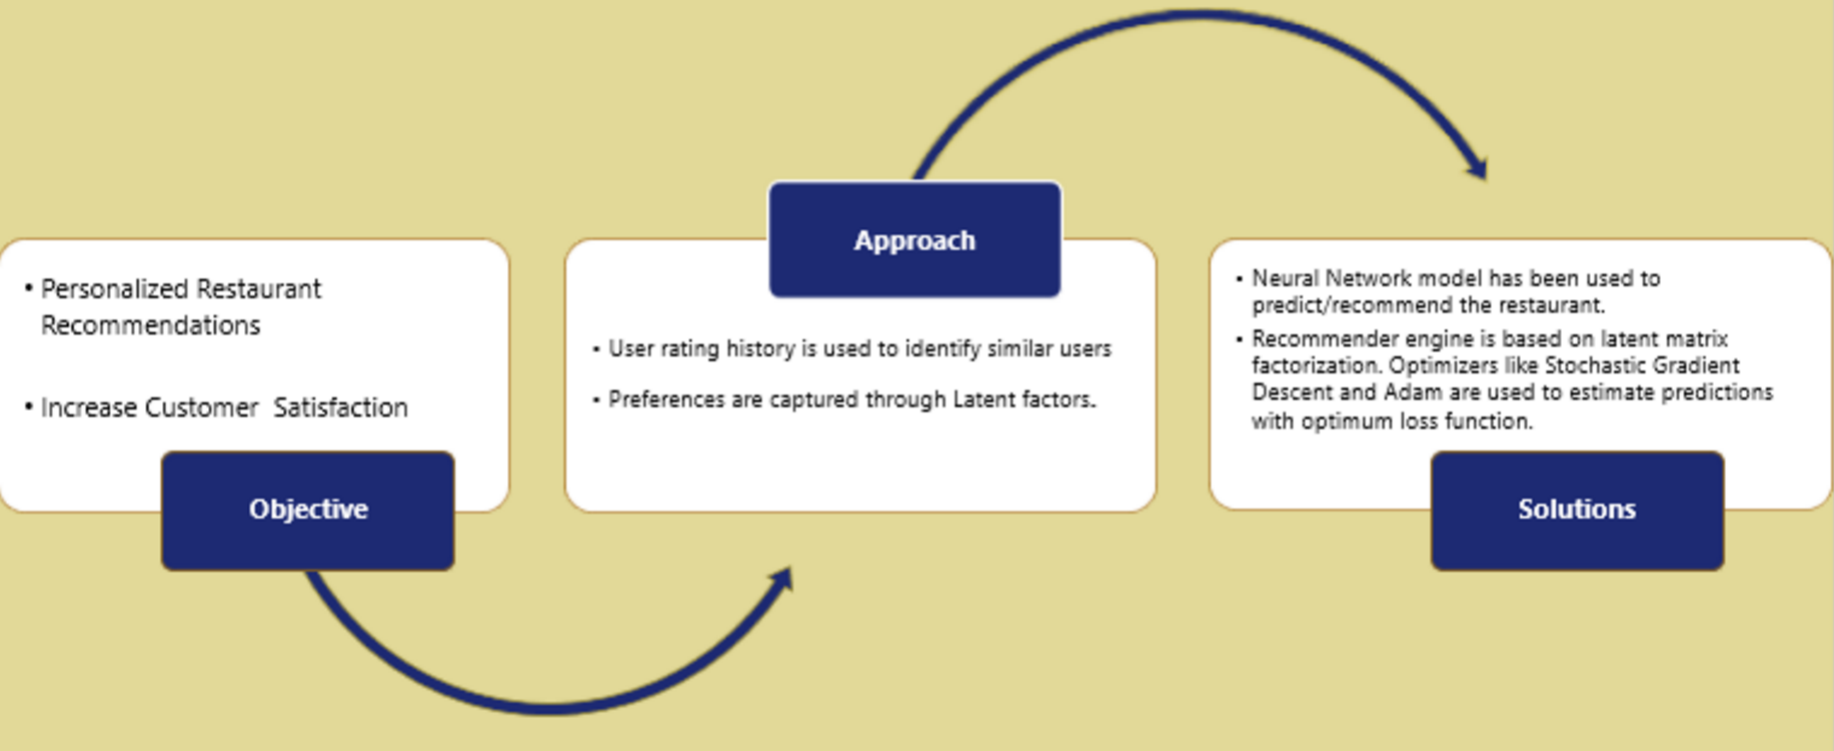 • Personalized Restaurant
Recommendations
• Increase Customer  Satisfaction
Objective
Approach
• User rating history is used to identify similar users
• Preferences are captured through Latent factors.
• Neural Network model has been used to
predict/recommend the restaurant.
• Recommender engine is based on latent matrix
factorization. Optimizers like Stochastic Gradient
Descent and Adam are used to estimate predictions
with optimum loss function.
Solutions